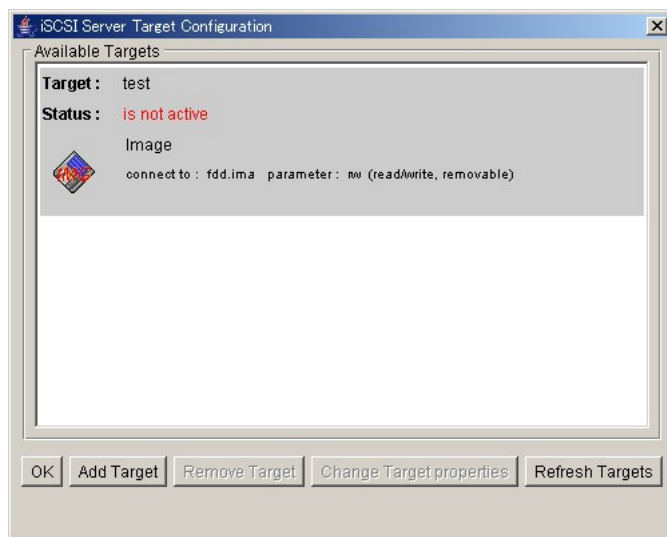 iSCSI Server Target Configuration
Available Targets
Target : test
Status : is not active
Image
connect to : fdd.ima parameter : rw (read/write, removable)
OK Add Target Remove Target Change Target properties Refresh Targets